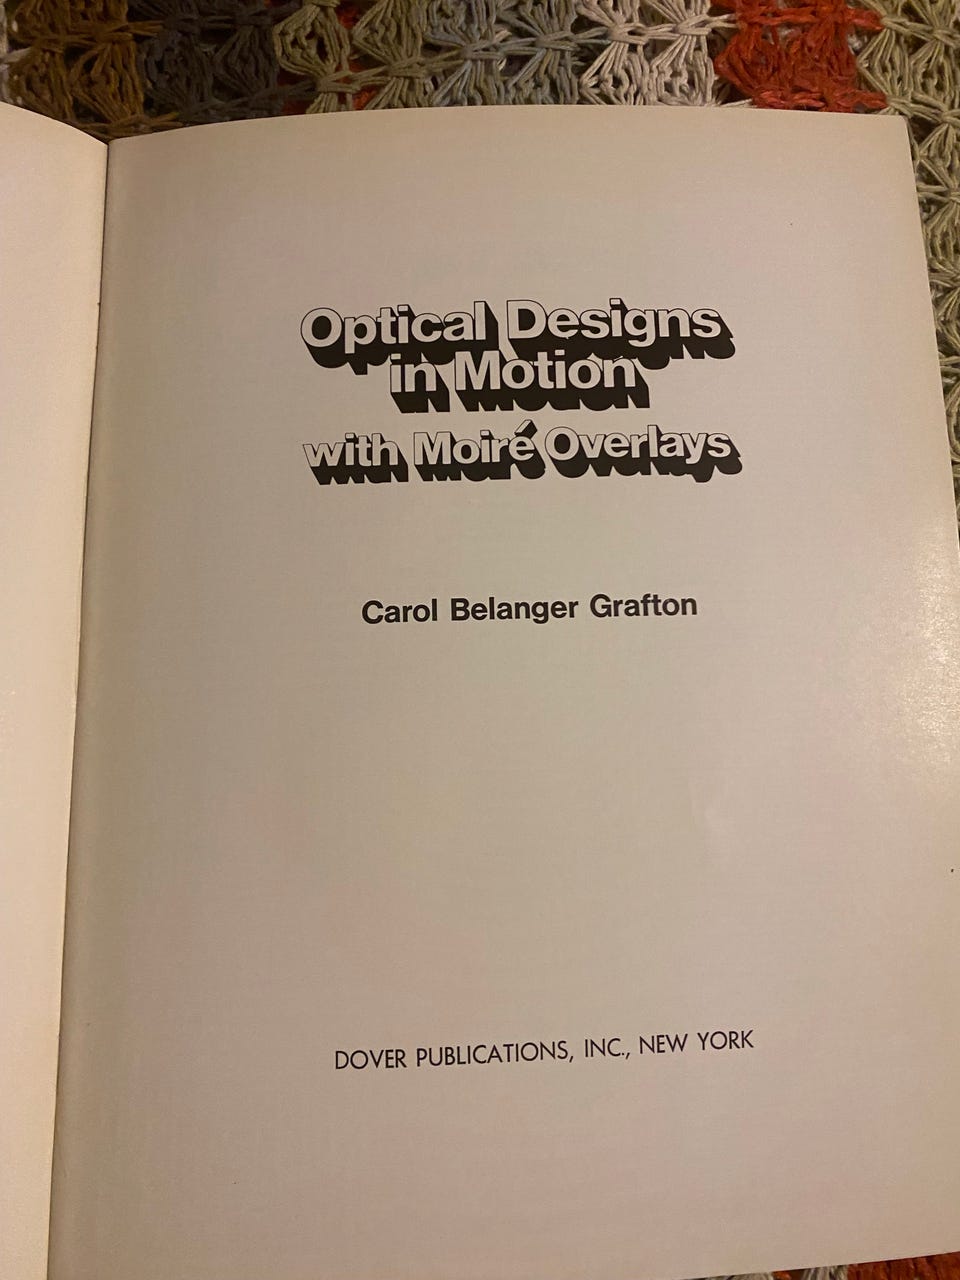 Optical Designs
in Motion
with Moiré Overlays
Carol Belanger Grafton
DOVER PUBLICATIONS, INC., NEW YORK